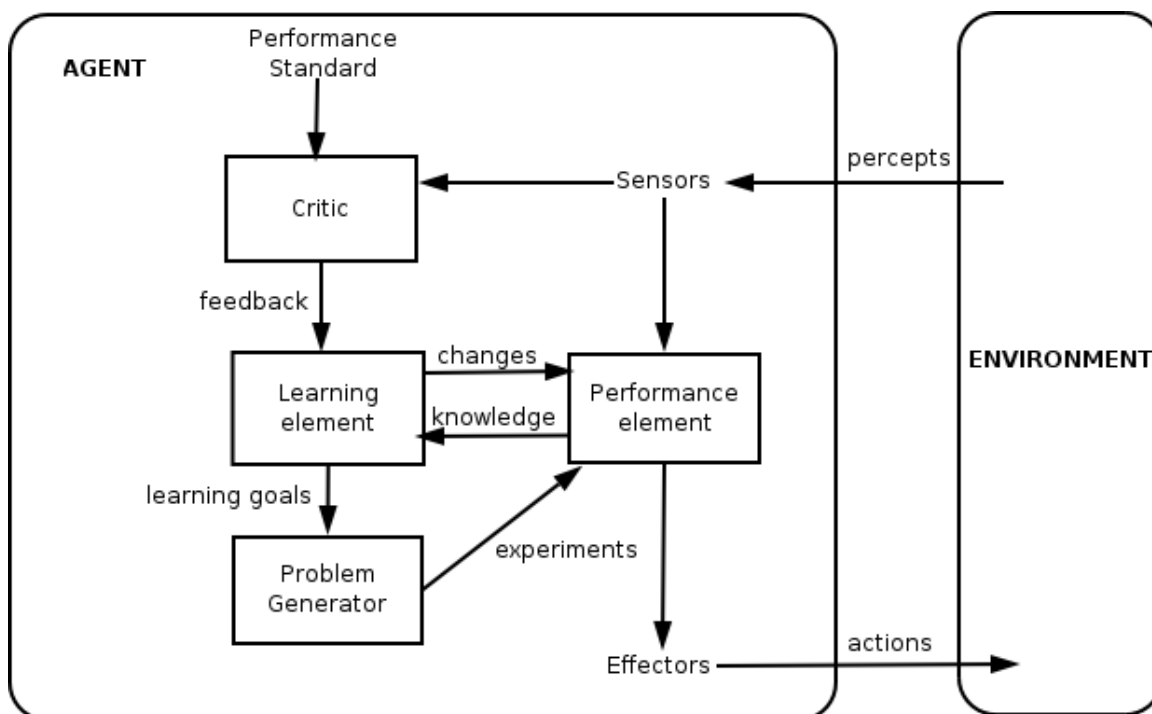 Performance
Standard
AGENT
percepts
Sensors
Critic
feedback
changes
ENVIRONMENT
Learning
element
Performance
element
knowledge
learning goals
experiments
Problem
Generator
actions
Effectors